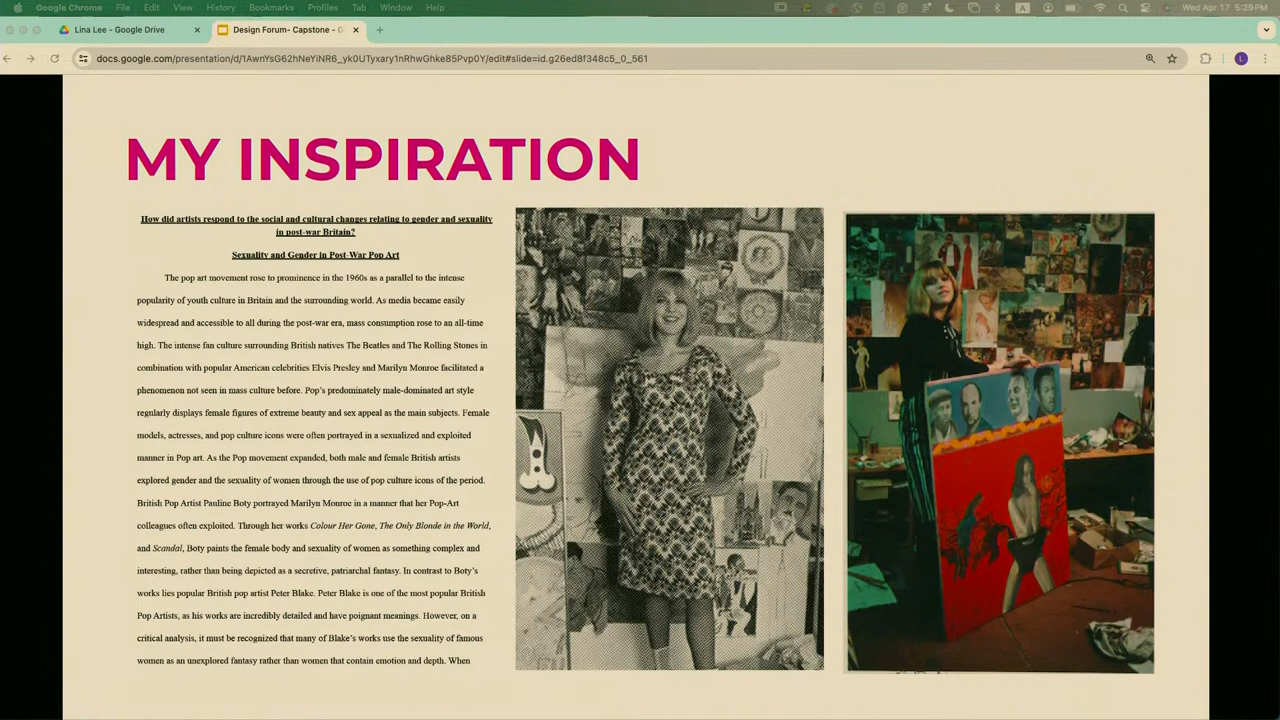 Google Chrome File Edit View History Bookmarks Profiles Tab Window Help Wed Apr 17 5:29PM
Lina Lee - Google Drive × Design Forum- Capstone - G × +
docs.google.com/presentation/d/1AwnYsG62hNeYiNR6_yk0UTyxary1nRhwGhke85Pvp0Y/edit#slide=id.g26ed8f348c5_0_561
MY INSPIRATION
How did artists respond to the social and cultural changes relating to gender and sexuality
in post-war Britain?
Sexuality and Gender in Post-War Pop Art
The pop art movement rose to prominence in the 1960s as a parallel to the intense
popularity of youth culture in Britain and the surrounding world. As media became easily
widespread and accessible to all during the post-war era, mass consumption rose to an all-time
high. The intense fan culture surrounding British natives The Beatles and The Rolling Stones in
combination with popular American celebrities Elvis Presley and Marilyn Monroe facilitated a
phenomenon not seen in mass culture before. Pop's predominately male-dominated art style
regularly displays female figures of extreme beauty and sex appeal as the main subjects. Female
models, actresses, and pop culture icons were often portrayed in a sexualized and exploited
manner in Pop art. As the Pop movement expanded, both male and female British artists
explored gender and the sexuality of women through the use of pop culture icons of the period.
British Pop Artist Pauline Boty portrayed Marilyn Monroe in a manner that her Pop-Art
colleagues often exploited. Through her works Colour Her Gone, The Only Blonde in the World,
and Scandal, Boty paints the female body and sexuality of women as something complex and
interesting, rather than being depicted as a secretive, patriarchal fantasy. In contrast to Boty's
works lies popular British pop artist Peter Blake. Peter Blake is one of the most popular British
Pop Artists, as his works are incredibly detailed and have poignant meanings. However, on a
critical analysis, it must be recognized that many of Blake's works use the sexuality of famous
women as an unexplored fantasy rather than women that contain emotion and depth. When